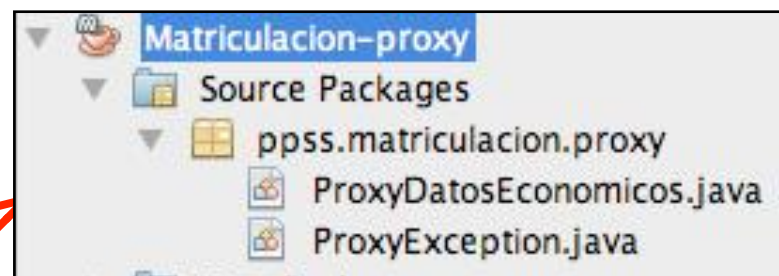 Matriculacion-proxy
Source Packages
ppss.matriculacion.proxy
ProxyDatosEconomicos.java
ProxyException.java